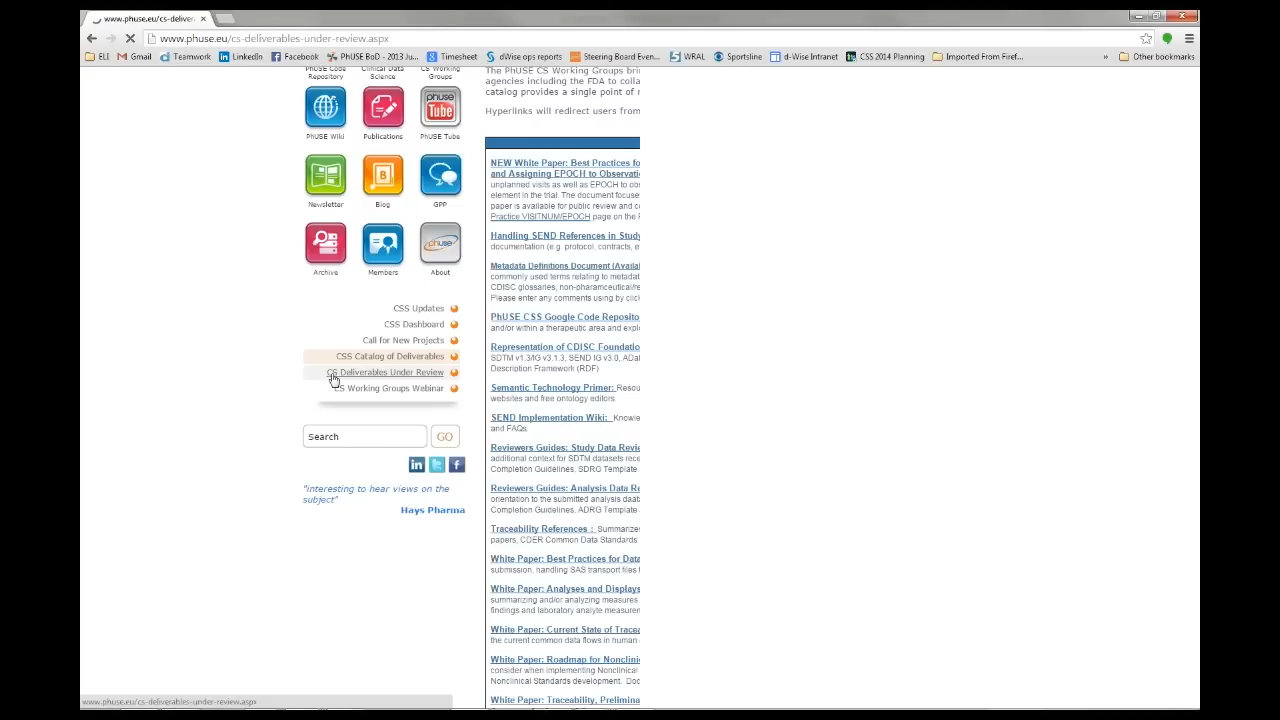 www.phuse.eu/cs-deliver
www.phuse.eu/cs-deliverables-under-review.aspx
ELI
Gmail
Teamwork
LinkedIn
Facebook
PhUSE BoD - 2013 Ju...
Timesheet
dWise ops reports
Steering Board Even...
WRAL
Sportsline
d-Wise Intranet
CSS 2014 Planning
Imported From Firef...
»
Other bookmarks
PhUSE Code
Repository
Clinical Data
Science
CS Working
Groups
PhUSE Wiki
Publications
PhUSE Tube
Newsletter
Blog
GPP
Archive
Members
About
CSS Updates
CSS Dashboard
Call for New Projects
CSS Catalog of Deliverables
CS Deliverables Under Review
CS Working Groups Webinar
Search
GO
"interesting to hear views on the
subject"
Hays Pharma
The PhUSE CS Working Groups bri
agencies including the FDA to colla
catalog provides a single point of
Hyperlinks will redirect users from
NEW White Paper: Best Practices fo
and Assigning EPOCH to Observati
unplanned visits as well as EPOCH to ob
element in the trial. The document focuse
paper is available for public review and c
Practice VISITNUM/EPOCH page on the
Handling SEND References in Study
documentation (e.g. protocol, contracts, e
Metadata Definitions Document (Availal
commonly used terms relating to metadat
CDISC glossaries, non-pharamceutical/re
Please enter any comments using by click
PhUSE CSS Google Code Reposito
and/or within a therapeutic area and explo
Representation of CDISC Foundatio
SDTM v1.3/IG v3.1.3, SEND IG v3.0, ADa
Description Framework (RDF)
Semantic Technology Primer: Resou
websites and free ontology editors.
SEND Implementation Wiki: Knowle
and FAQs.
Reviewers Guides: Study Data Revie
additional context for SDTM datasets rece
Completion Guidelines, SDRG Template
Reviewers Guides: Analysis Data Re
orientation to the submitted analysis daat
Completion Guidelines, ADRG Template
Traceability References : Summarizes
papers, CDER Common Data Standards
White Paper: Best Practices for Data
submission, handling SAS transport files
White Paper: Analyses and Displays
summarizing and/or analyzing measures
findings and laboratory analyte measuren
White Paper: Current State of Tracea
the current common data flows in human
White Paper: Roadmap for Nonclinic
consider when implementing Nonclinical
Nonclinical Standards development. Doc
White Paper: Traceability, Prelimina
www.phuse.eu/cs-deliverables-under-review.aspx